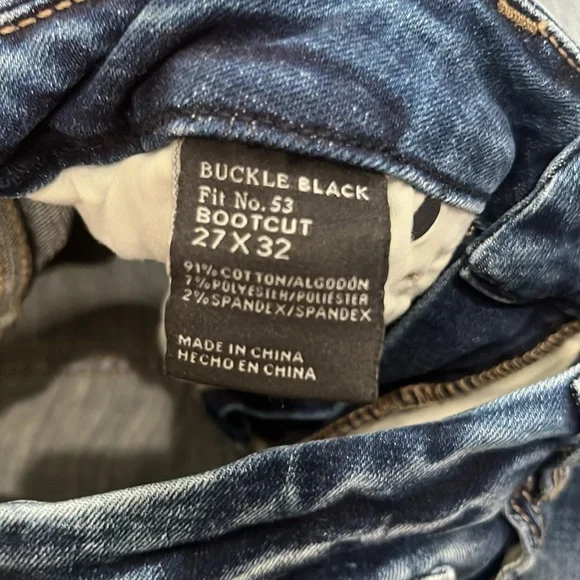 BUCKLE BLACK
Fit No. 53
BOOTCUT
27 X 32
91% COTTON/ALGODÓN
7% POLYESTER/POLIÉSTER
2% SPANDEX/SPANDEX
MADE IN CHINA
HECHO EN CHINA